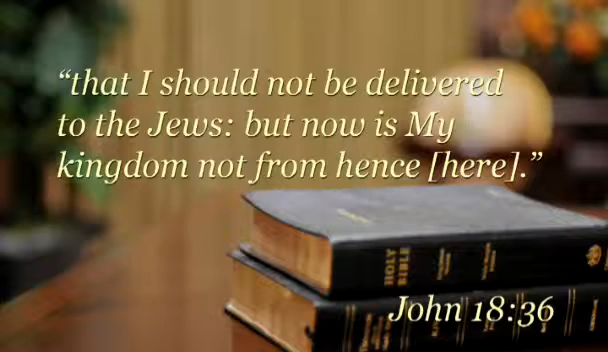 “that I should not be delivered
to the Jews: but now is My
kingdom not from hence [here].”
HOLY
BIBLE
John 18:36